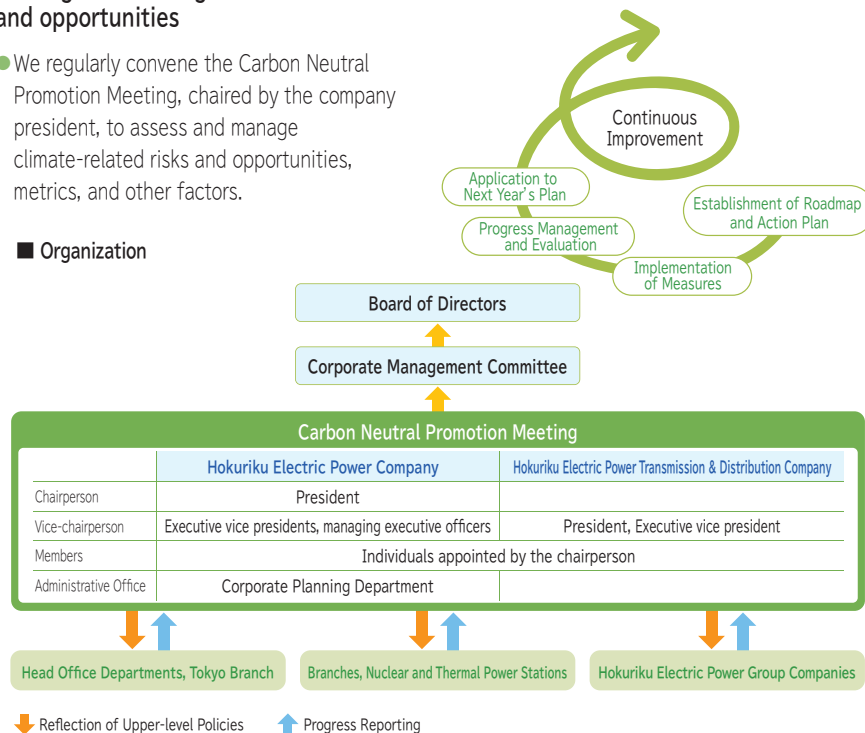 and opportunities
We regularly convene the Carbon Neutral
Promotion Meeting, chaired by the company
president, to assess and manage
climate-related risks and opportunities,
metrics, and other factors.
Continuous
Improvement
Application to
Next Year's Plan
Progress Management
and Evaluation
Implementation
of Measures
Establishment of Roadmap
and Action Plan
■ Organization
Board of Directors
Corporate Management Committee
Carbon Neutral Promotion Meeting
Hokuriku Electric Power Company Hokuriku Electric Power Transmission & Distribution Company
Chairperson President
Vice-chairperson Executive vice presidents, managing executive officers President, Executive vice president
Members Individuals appointed by the chairperson
Administrative Office Corporate Planning Department
Head Office Departments, Tokyo Branch Branches, Nuclear and Thermal Power Stations Hokuriku Electric Power Group Companies
Reflection of Upper-level Policies Progress Reporting